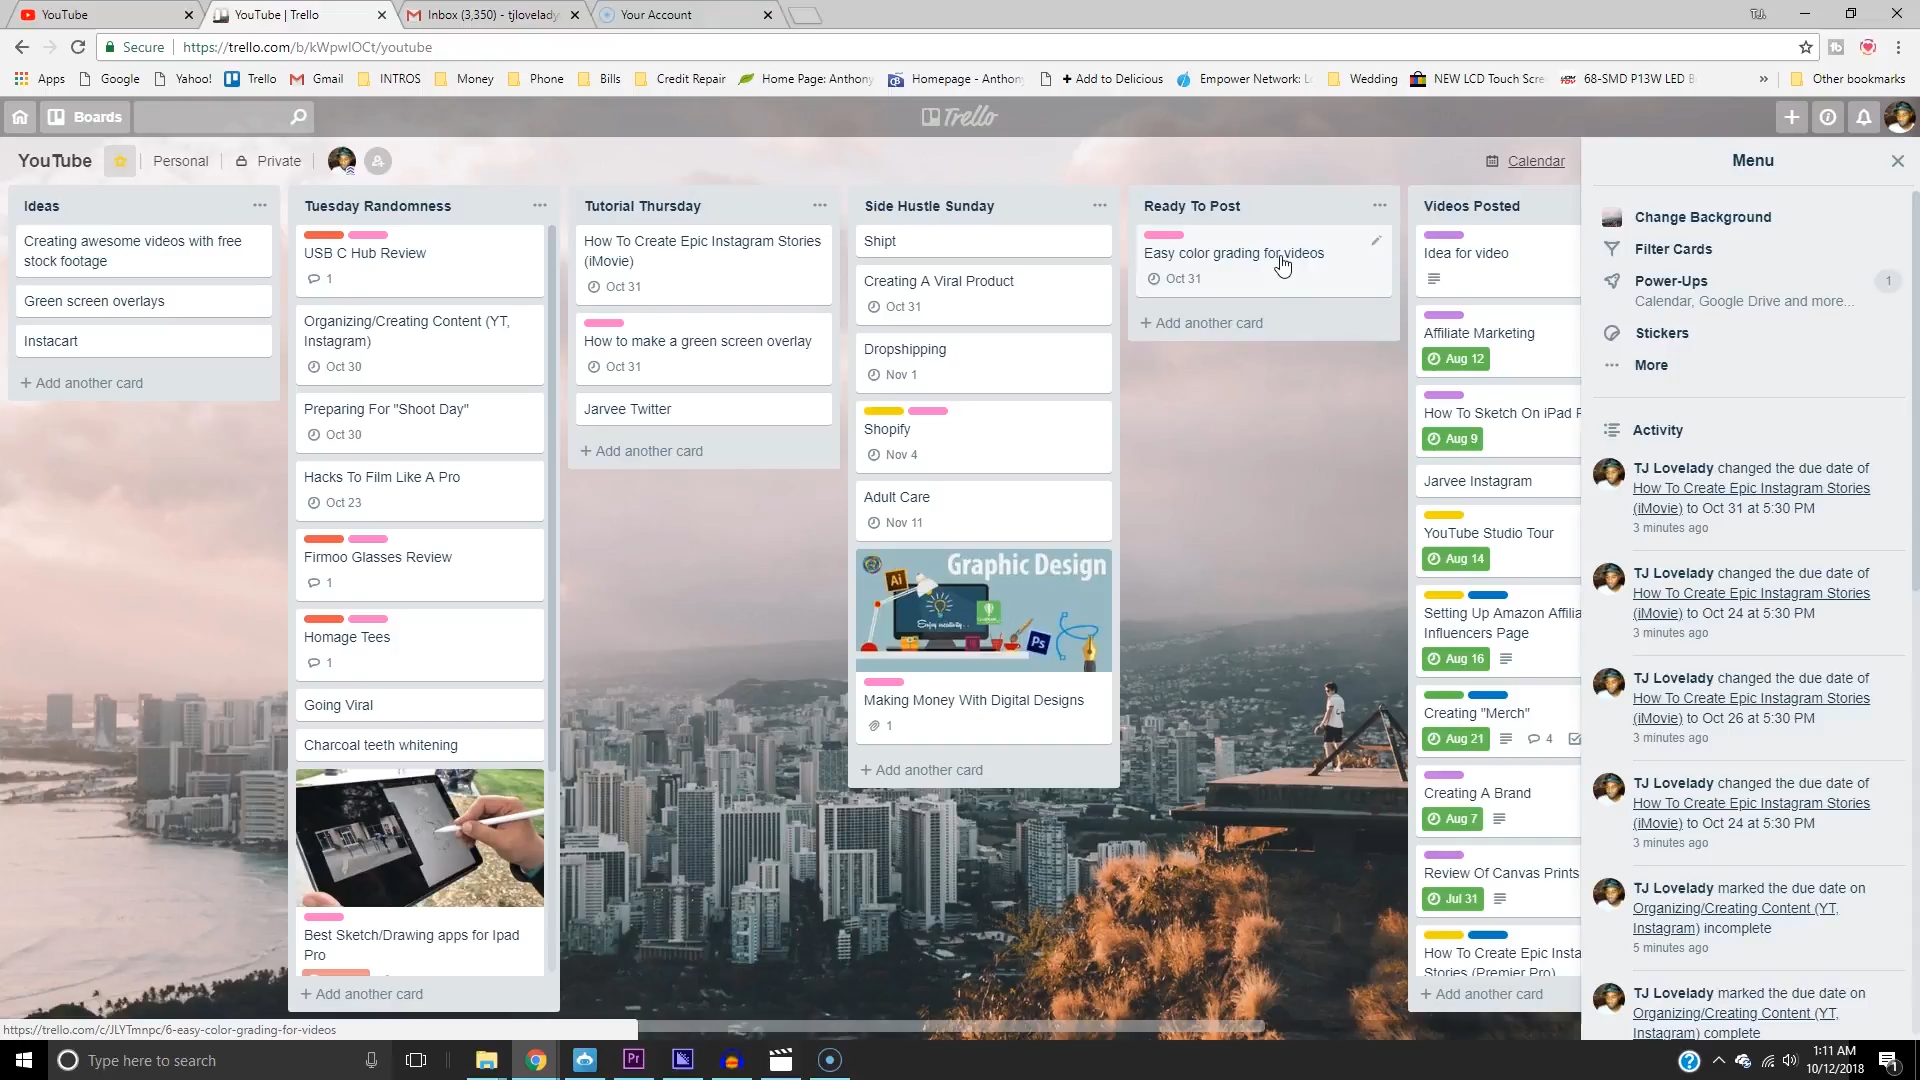 YouTube
YouTube | Trello
Inbox (3,350) - tjlovelady
Your Account
Secure
https://trello.com/b/kWpwIOCt/youtube
Apps
Google
Yahoo!
Trello
Gmail
INTROS
Money
Phone
Bills
Credit Repair
Home Page: Anthony
Homepage - Anthony
+ Add to Delicious
Empower Network: L
Wedding
NEW LCD Touch Scre
68-SMD P13W LED B
»
Other bookmarks
Boards
Trello
YouTube
Personal
Private
Calendar
Ideas
Creating awesome videos with free
stock footage
Green screen overlays
Instacart
+ Add another card
Tuesday Randomness
USB C Hub Review
1
Organizing/Creating Content (YT,
Instagram)
Oct 30
Preparing For "Shoot Day"
Oct 30
Hacks To Film Like A Pro
Oct 23
Firmoo Glasses Review
1
Homage Tees
1
Going Viral
Charcoal teeth whitening
Best Sketch/Drawing apps for Ipad
Pro
+ Add another card
Tutorial Thursday
How To Create Epic Instagram Stories
(iMovie)
Oct 31
How to make a green screen overlay
Oct 31
Jarvee Twitter
+ Add another card
Side Hustle Sunday
Shipt
Creating A Viral Product
Oct 31
Dropshipping
Nov 1
Shopify
Nov 4
Adult Care
Nov 11
Graphic Design
Ai
Enjoy creativity..
Ps
Making Money With Digital Designs
1
+ Add another card
Ready To Post
Easy color grading for videos
Oct 31
+ Add another card
Videos Posted
Idea for video
Affiliate Marketing
Aug 12
How To Sketch On iPad P
Aug 9
Jarvee Instagram
YouTube Studio Tour
Aug 14
Setting Up Amazon Affilia
Influencers Page
Aug 16
Creating "Merch"
Aug 21
4
Creating A Brand
Aug 7
Review Of Canvas Prints
Jul 31
How To Create Epic Insta
Stories (Premier Pro)
+ Add another card
Menu
Change Background
Filter Cards
Power-Ups
1
Calendar, Google Drive and more...
Stickers
More
Activity
TJ Lovelady changed the due date of
How To Create Epic Instagram Stories
(iMovie) to Oct 31 at 5:30 PM
3 minutes ago
TJ Lovelady changed the due date of
How To Create Epic Instagram Stories
(iMovie) to Oct 24 at 5:30 PM
3 minutes ago
TJ Lovelady changed the due date of
How To Create Epic Instagram Stories
(iMovie) to Oct 26 at 5:30 PM
3 minutes ago
TJ Lovelady changed the due date of
How To Create Epic Instagram Stories
(iMovie) to Oct 24 at 5:30 PM
3 minutes ago
TJ Lovelady marked the due date on
Organizing/Creating Content (YT,
Instagram) incomplete
5 minutes ago
TJ Lovelady marked the due date on
Organizing/Creating Content (YT,
Instagram) complete
https://trello.com/c/JLYTmnpc/6-easy-color-grading-for-videos
Type here to search
Pr
1:11 AM
10/12/2018
1